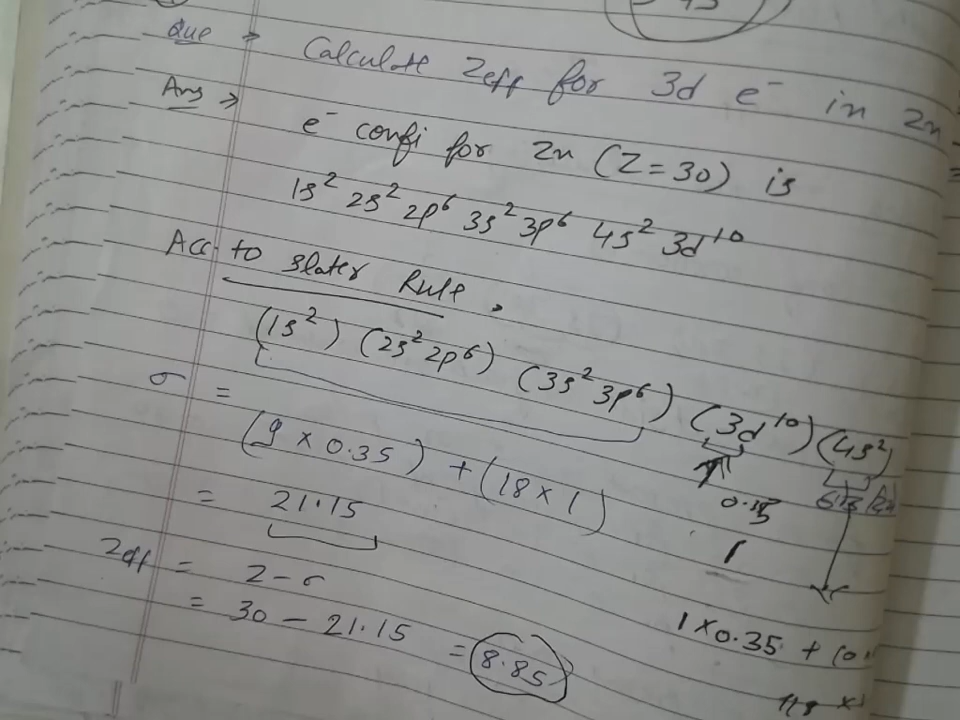 45
Que → Calculate Zeff for 3d e⁻ in Zn
Ans → e⁻ confi for Zn (Z=30) is
1s² 2s² 2p⁶ 3s² 3p⁶ 4s² 3d¹⁰
Acc. to slater Rule,
(1s²) (2s² 2p⁶) (3s² 3p⁶) (3d¹⁰) (4s²)
σ = (9 × 0.35) + (18 × 1)
0.35
= 21.15
Zeff = Z - σ
= 30 - 21.15 = 8.85
1 × 0.35 +